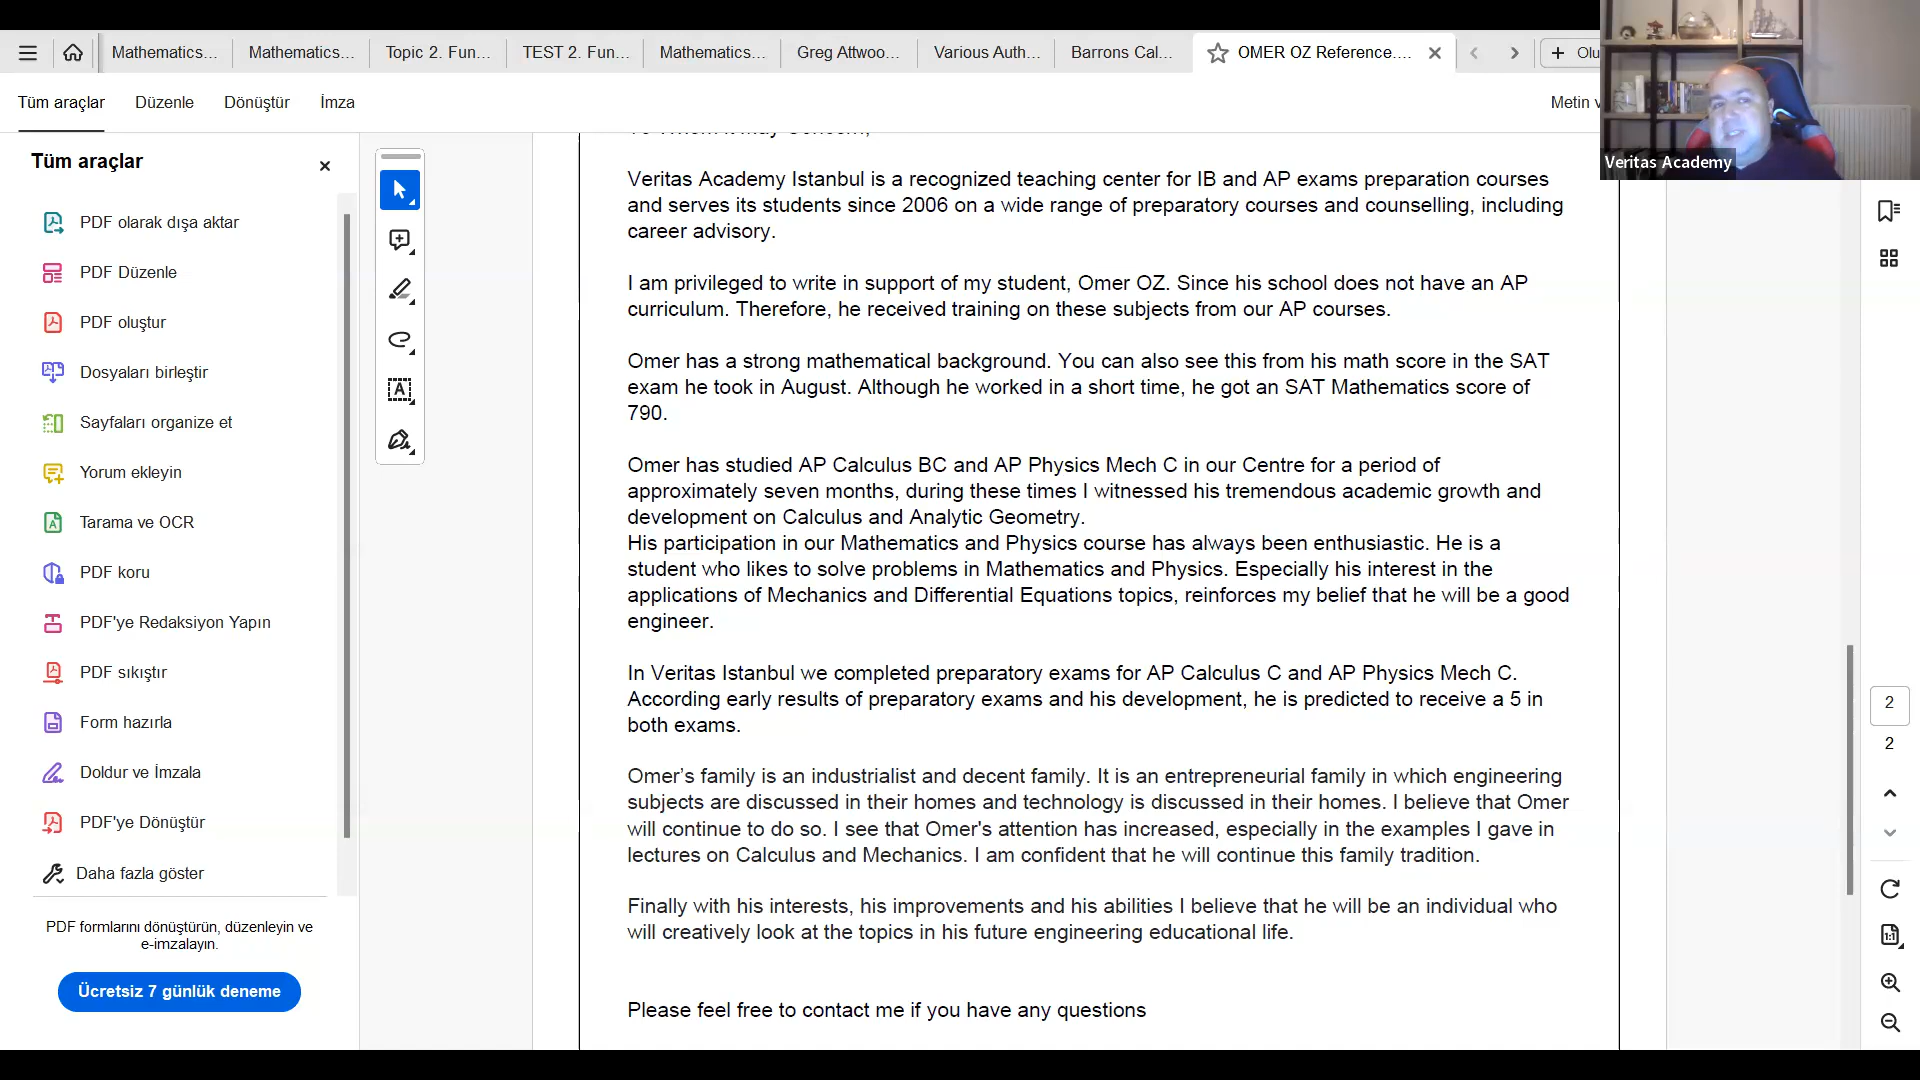 Mathematics...
Mathematics...
Topic 2. Fun...
TEST 2. Fun...
Mathematics...
Greg Attwoo...
Various Auth...
Barrons Cal...
OMER OZ Reference....
Olu
Tüm araçlar
Düzenle
Dönüştür
İmza
Metin v
Veritas Academy
Tüm araçlar
PDF olarak dışa aktar
PDF Düzenle
PDF oluştur
Dosyaları birleştir
Sayfaları organize et
Yorum ekleyin
Tarama ve OCR
PDF koru
PDF'ye Redaksiyon Yapın
PDF sıkıştır
Form hazırla
Doldur ve İmzala
PDF'ye Dönüştür
Daha fazla göster
PDF formlarını dönüştürün, düzenleyin ve
e-imzalayın.
Ücretsiz 7 günlük deneme
Veritas Academy Istanbul is a recognized teaching center for IB and AP exams preparation courses
and serves its students since 2006 on a wide range of preparatory courses and counselling, including
career advisory.
I am privileged to write in support of my student, Omer OZ. Since his school does not have an AP
curriculum. Therefore, he received training on these subjects from our AP courses.
Omer has a strong mathematical background. You can also see this from his math score in the SAT
exam he took in August. Although he worked in a short time, he got an SAT Mathematics score of
790.
Omer has studied AP Calculus BC and AP Physics Mech C in our Centre for a period of
approximately seven months, during these times I witnessed his tremendous academic growth and
development on Calculus and Analytic Geometry.
His participation in our Mathematics and Physics course has always been enthusiastic. He is a
student who likes to solve problems in Mathematics and Physics. Especially his interest in the
applications of Mechanics and Differential Equations topics, reinforces my belief that he will be a good
engineer.
In Veritas Istanbul we completed preparatory exams for AP Calculus C and AP Physics Mech C.
According early results of preparatory exams and his development, he is predicted to receive a 5 in
both exams.
Omer’s family is an industrialist and decent family. It is an entrepreneurial family in which engineering
subjects are discussed in their homes and technology is discussed in their homes. I believe that Omer
will continue to do so. I see that Omer's attention has increased, especially in the examples I gave in
lectures on Calculus and Mechanics. I am confident that he will continue this family tradition.
Finally with his interests, his improvements and his abilities I believe that he will be an individual who
will creatively look at the topics in his future engineering educational life.
Please feel free to contact me if you have any questions
2
2